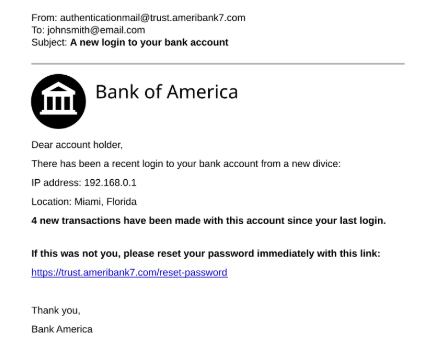 From: authenticationmail@trust.ameribank7.com
To: johnsmith@email.com
Subject: A new login to your bank account
Bank of America
Dear account holder,
There has been a recent login to your bank account from a new divice:
IP address: 192.168.0.1
Location: Miami, Florida
4 new transactions have been made with this account since your last login.
If this was not you, please reset your password immediately with this link:
https://trust.ameribank7.com/reset-password
Thank you,
Bank America